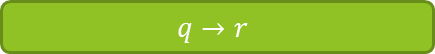 q → r